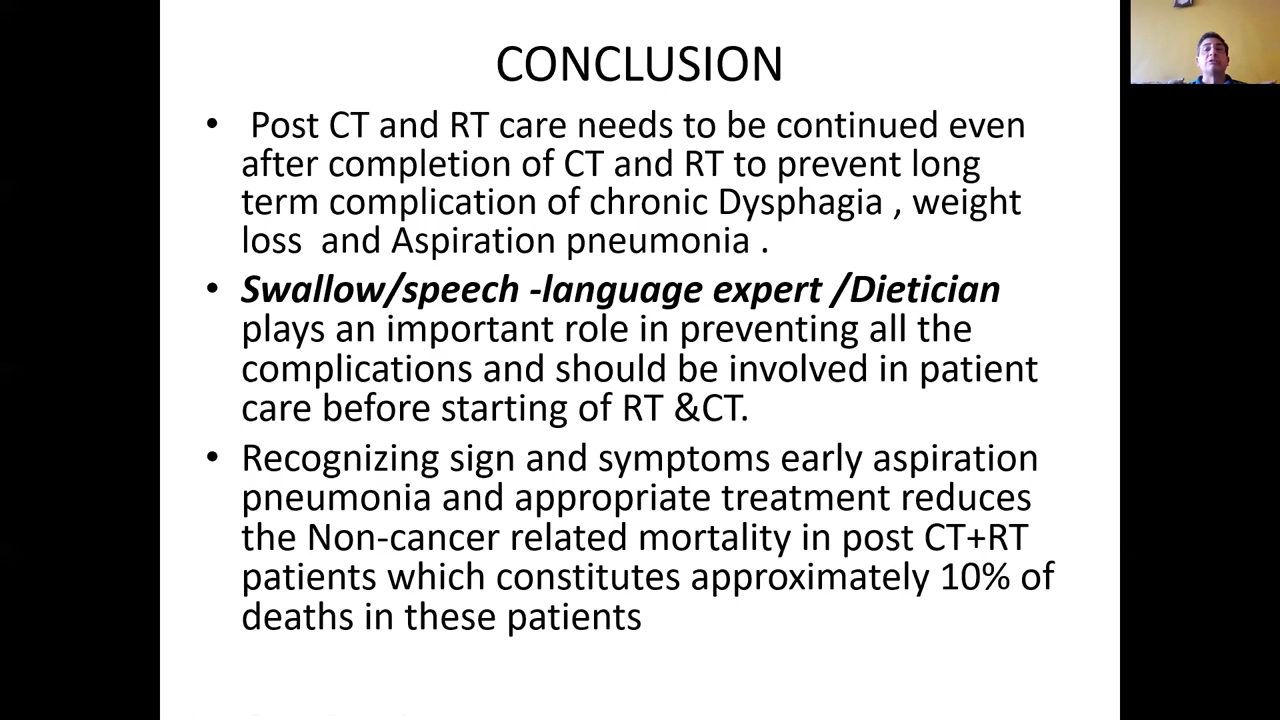 CONCLUSION
• Post CT and RT care needs to be continued even
after completion of CT and RT to prevent long
term complication of chronic Dysphagia , weight
loss and Aspiration pneumonia .
• Swallow/speech -language expert /Dietician
plays an important role in preventing all the
complications and should be involved in patient
care before starting of RT &CT.
• Recognizing sign and symptoms early aspiration
pneumonia and appropriate treatment reduces
the Non-cancer related mortality in post CT+RT
patients which constitutes approximately 10% of
deaths in these patients